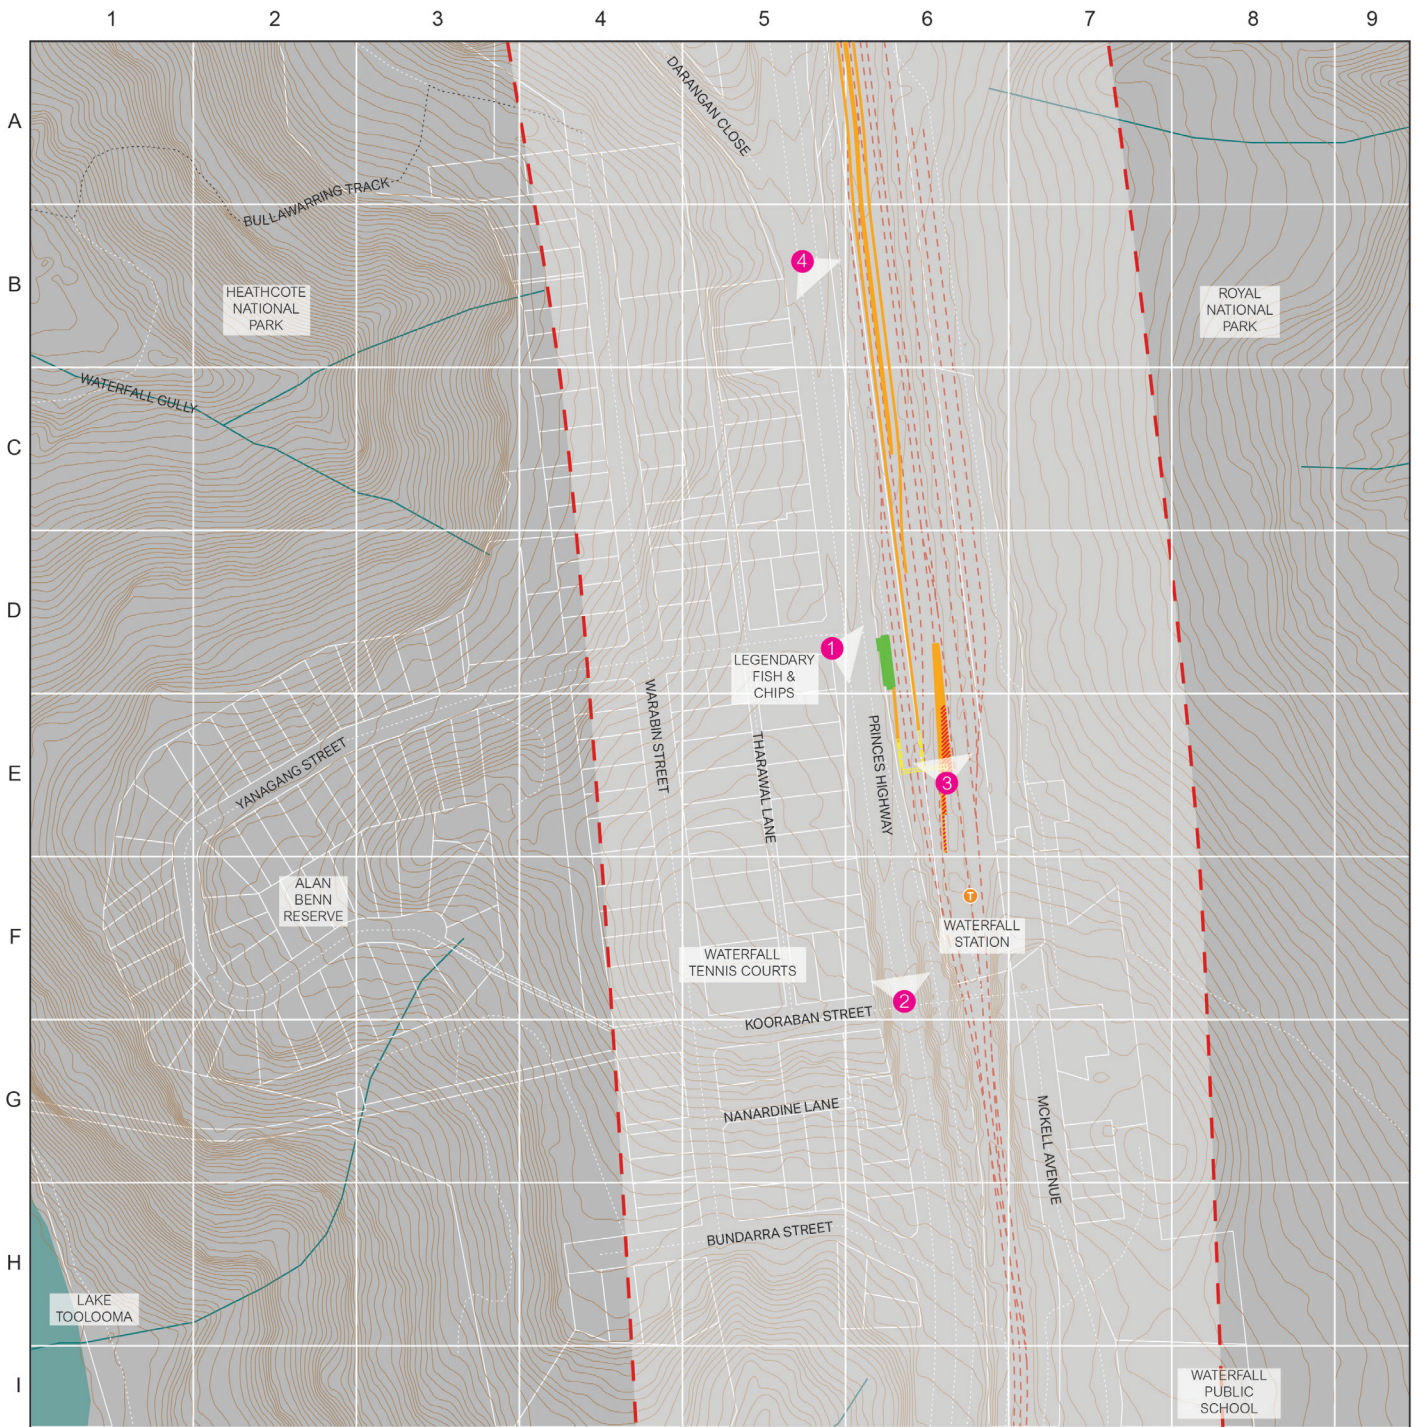 1 2 3 4 5 6 7 8 9
A
DARANGAN CLOSE
BULLAWARRING TRACK
B
4
HEATHCOTE
NATIONAL
PARK
ROYAL
NATIONAL
PARK
WATERFALL GULLY
C
D
1
LEGENDARY
FISH &
CHIPS
WARABIN STREET
THARAWAL LANE
PRINCES HIGHWAY
YANAGANG STREET
E
3
ALAN
BENN
RESERVE
T
F
WATERFALL
STATION
WATERFALL
TENNIS COURTS
2
KOORABAN STREET
G
NANARDINE LANE
MCKELL AVENUE
BUNDARRA STREET
H
LAKE
TOOLOOMA
I
WATERFALL
PUBLIC
SCHOOL